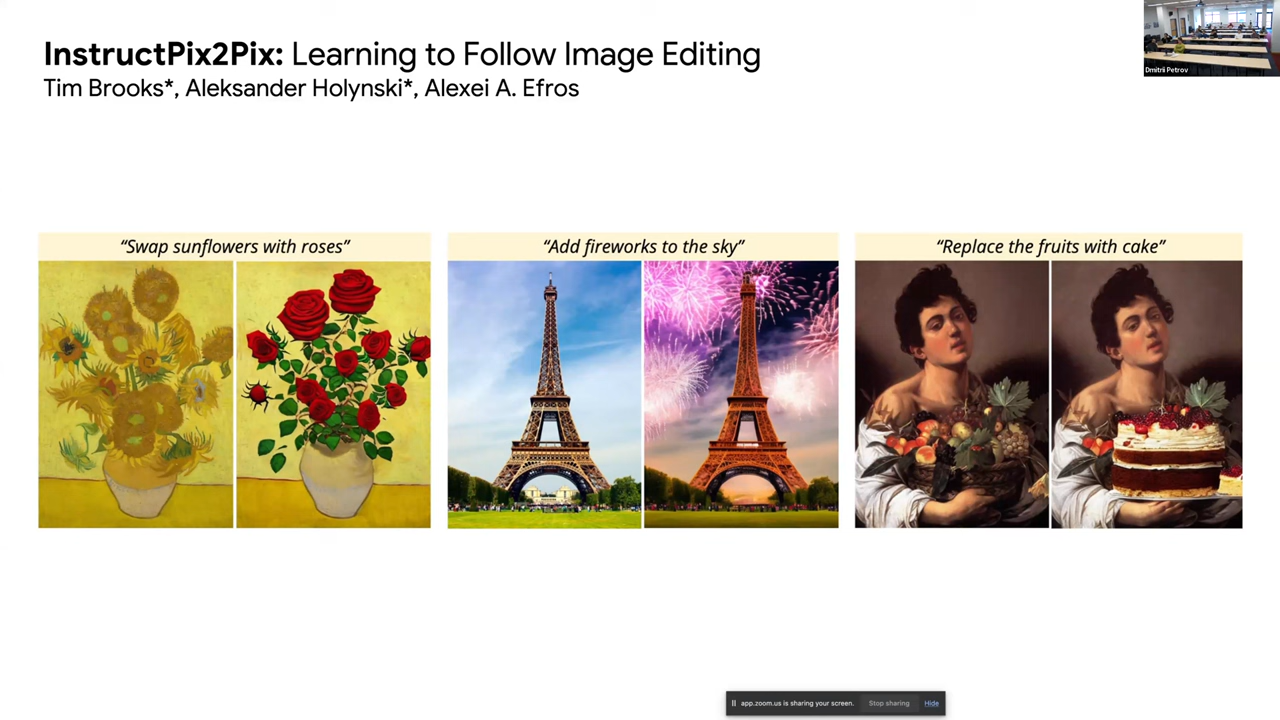 InstructPix2Pix: Learning to Follow Image Editing
Tim Brooks*, Aleksander Holynski*, Alexei A. Efros
Dmitrii Petrov
“Swap sunflowers with roses”
“Add fireworks to the sky”
“Replace the fruits with cake”
app.zoom.us is sharing your screen.
Stop sharing
Hide